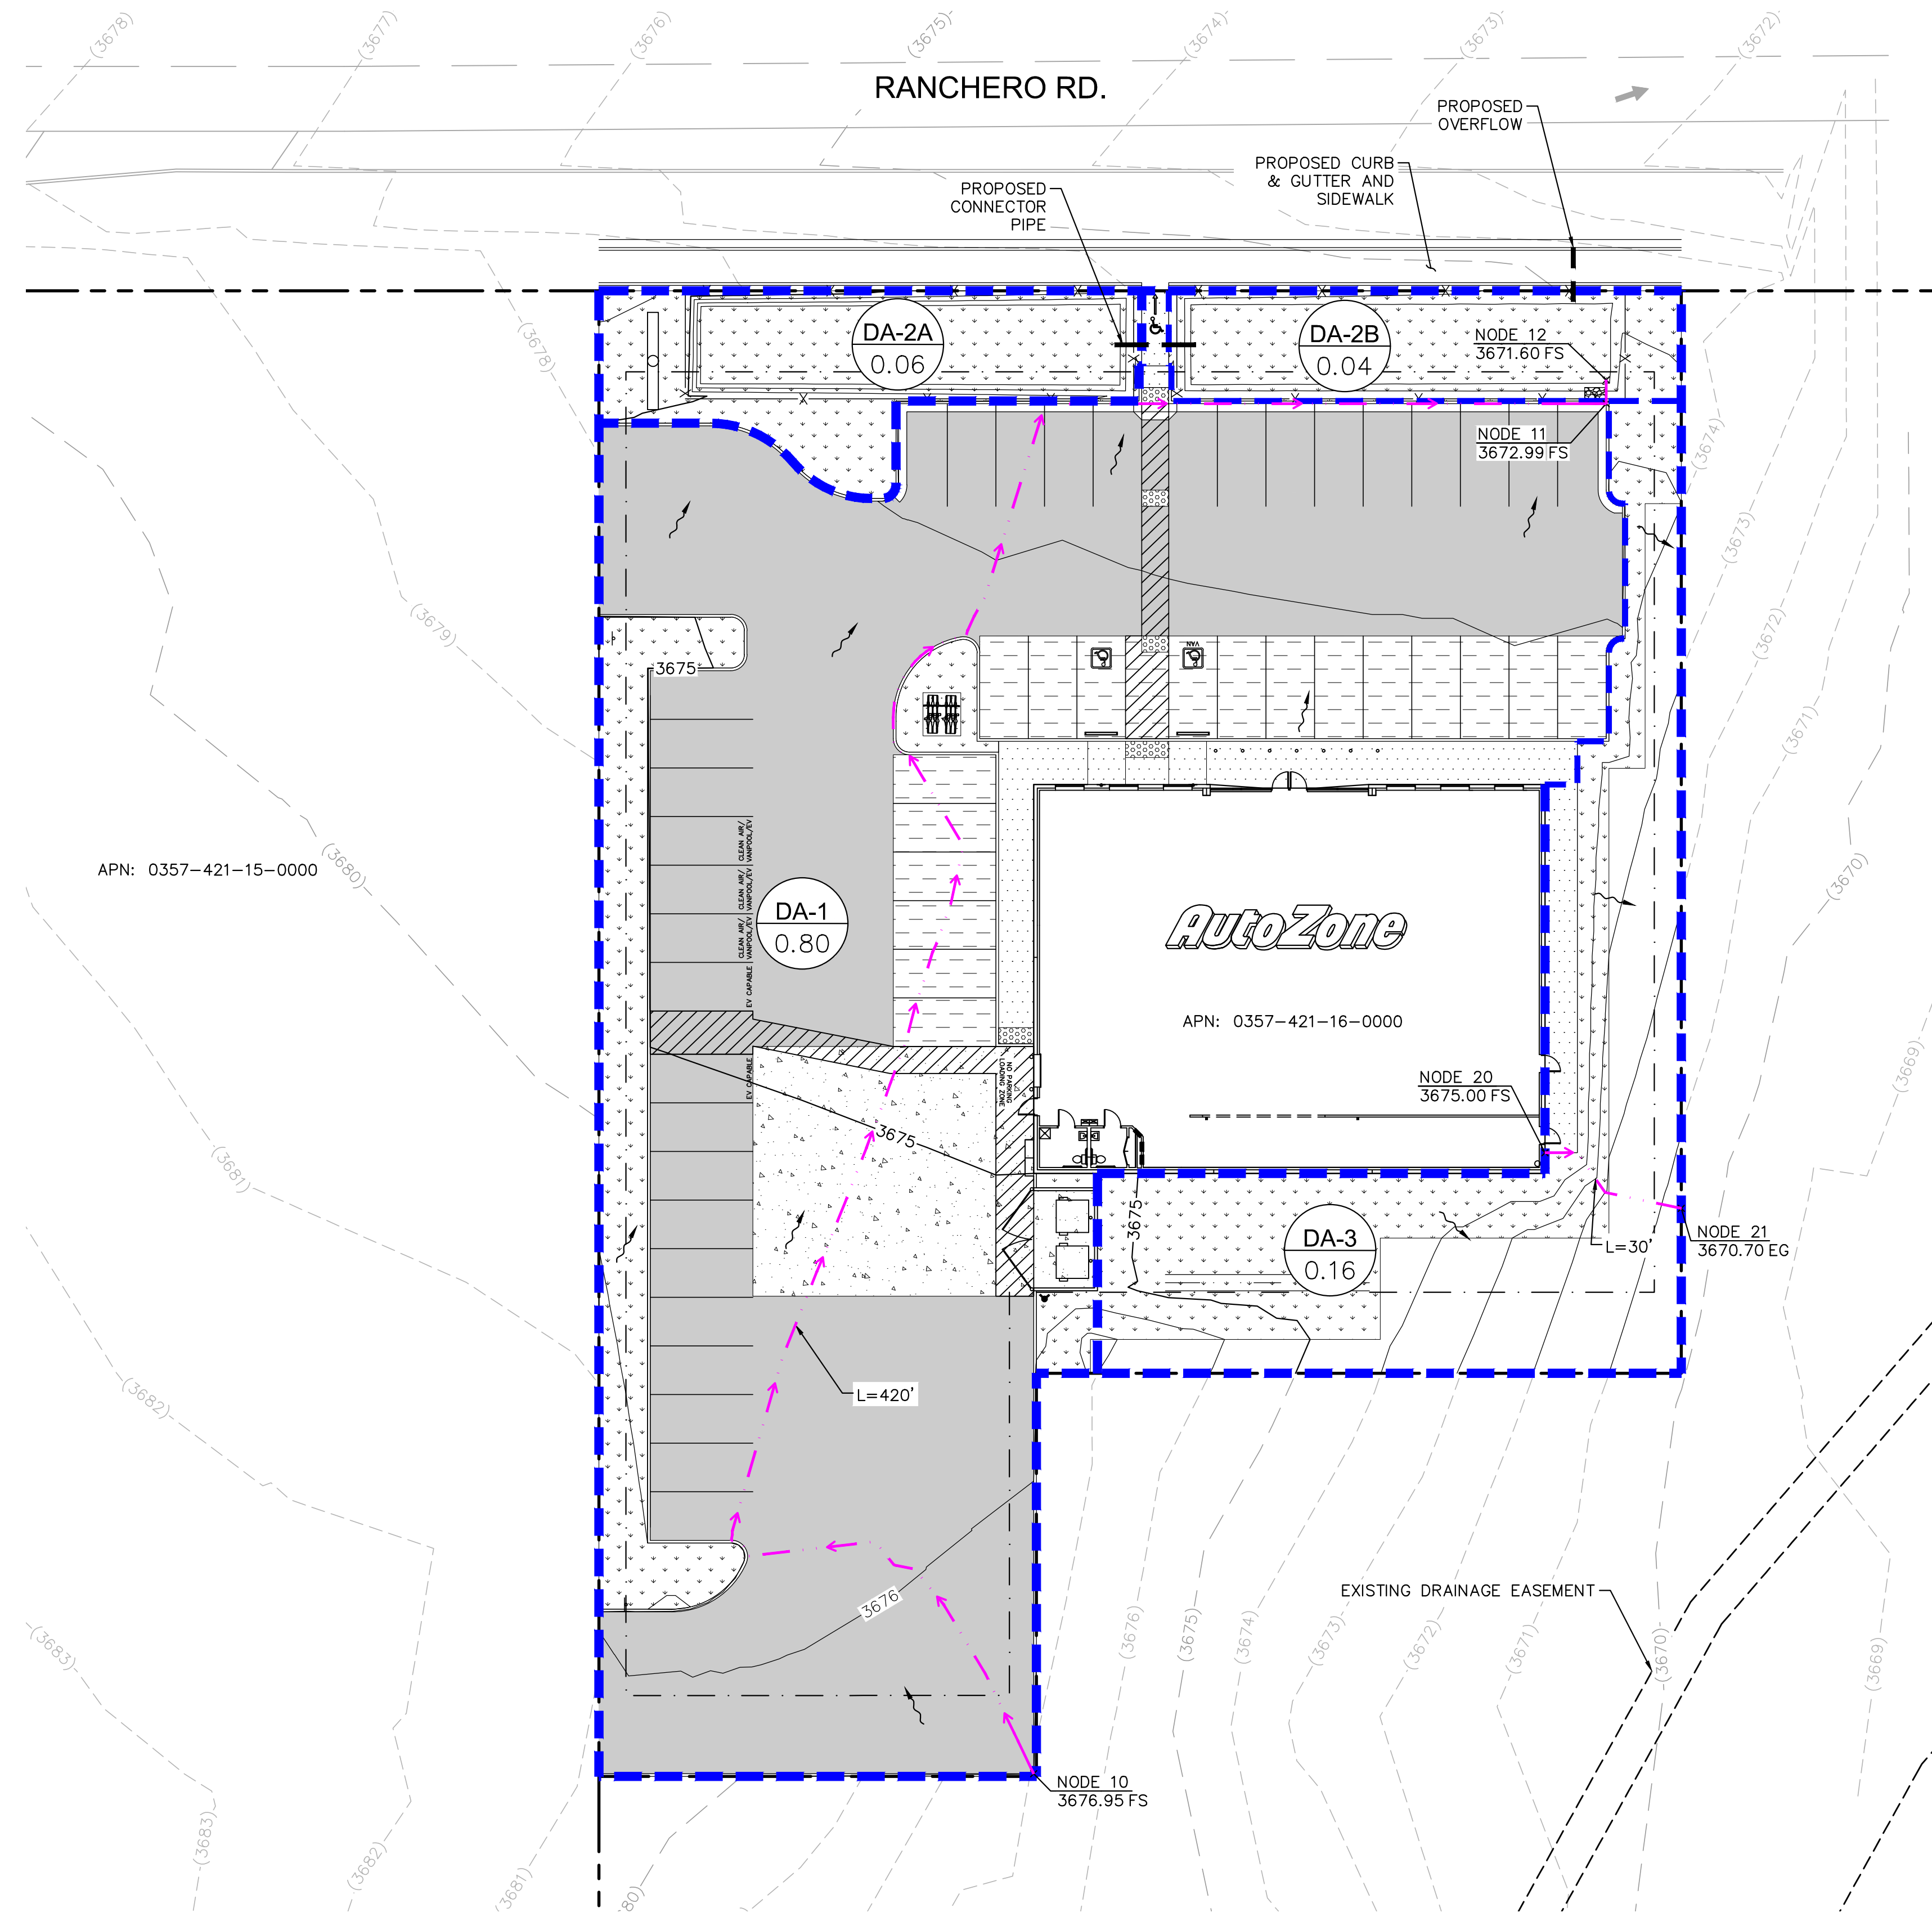 (3678)
(3677)
(3676)
(3675)
(3674)
(3673)
(3672)
RANCHERO RD.
PROPOSED
OVERFLOW
PROPOSED CURB
& GUTTER AND
SIDEWALK
PROPOSED
CONNECTOR
PIPE
DA-2A
0.06
DA-2B
0.04
NODE 12
3671.60 FS
NODE 11
3672.99 FS
(3678)
(3674)
(3673)
(3679)
(3672)
3675
VAN
(3671)
(3680)
(3670)
APN: 0357-421-15-0000
CLEAN AIR/
VANPOOL/EV
CLEAN AIR/
VANPOOL/EV
CLEAN AIR/
VANPOOL/EV
EV CAPABLE
DA-1
0.80
AutoZone
APN: 0357-421-16-0000
EV CAPABLE
NO PARKING
LOADING ZONE
NODE 20
3675.00 FS
(3669)
3675
(3681)
3675
DA-3
0.16
L=30'
NODE 21
3670.70 EG
(3682)
L=420'
EXISTING DRAINAGE EASEMENT
3676
(3683)
(3676)
(3675)
(3674)
(3673)
(3672)
(3671)
(3670)
(3669)
NODE 10
3676.95 FS
(3683)
(3682)
(3681)
80)